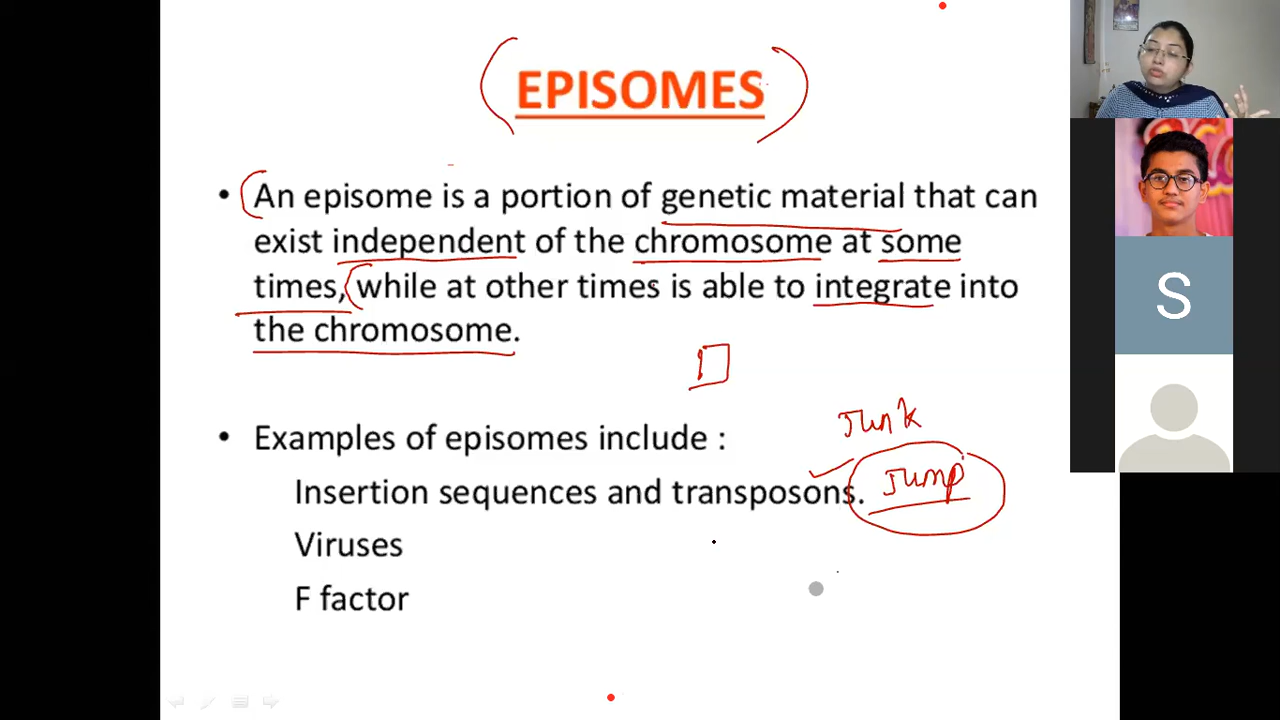 EPISOMES
• An episome is a portion of genetic material that can
exist independent of the chromosome at some
times, while at other times is able to integrate into
the chromosome.
Junk
• Examples of episomes include :
Insertion sequences and transposons. Jump
Viruses
F factor
S